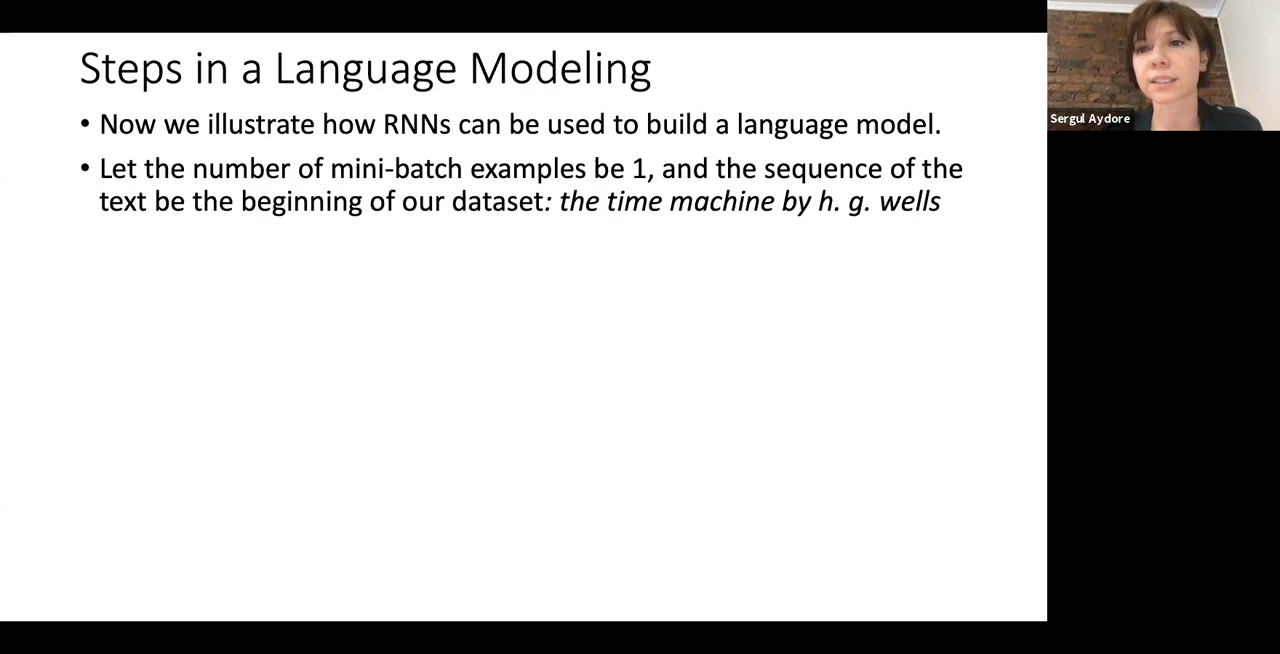 Steps in a Language Modeling
• Now we illustrate how RNNs can be used to build a language model.
• Let the number of mini-batch examples be 1, and the sequence of the
text be the beginning of our dataset: the time machine by h. g. wells
Sergul Aydore